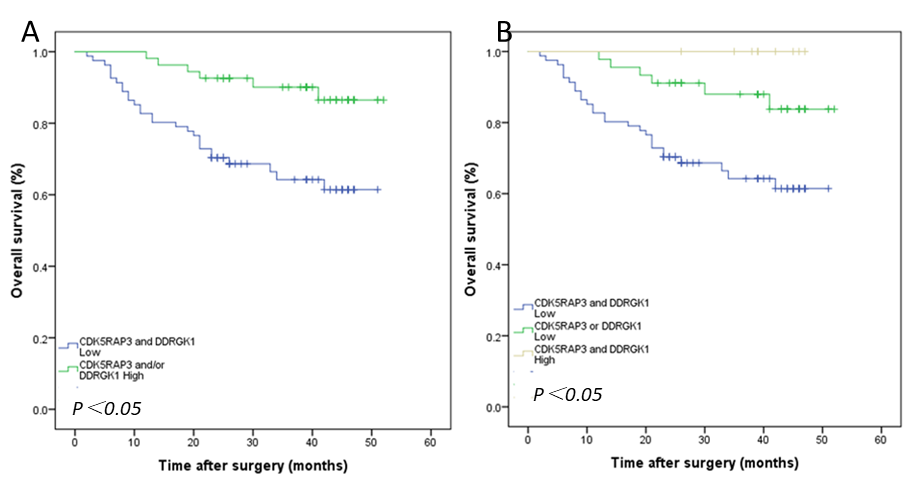 A
Overall survival (%)
1.0
0.8
0.6
0.4
0.2
0.0
CDK5RAP3 and DDRGK1
Low
CDK5RAP3 and/or
DDRGK1 High
P＜0.05
0 10 20 30 40 50 60
Time after surgery (months)
B
Overall survival (%)
1.0
0.8
0.6
0.4
0.2
0.0
CDK5RAP3 and DDRGK1
Low
CDK5RAP3 or DDRGK1
Low
CDK5RAP3 and DDRGK1
High
P＜0.05
0 10 20 30 40 50 60
Time after surgery (months)